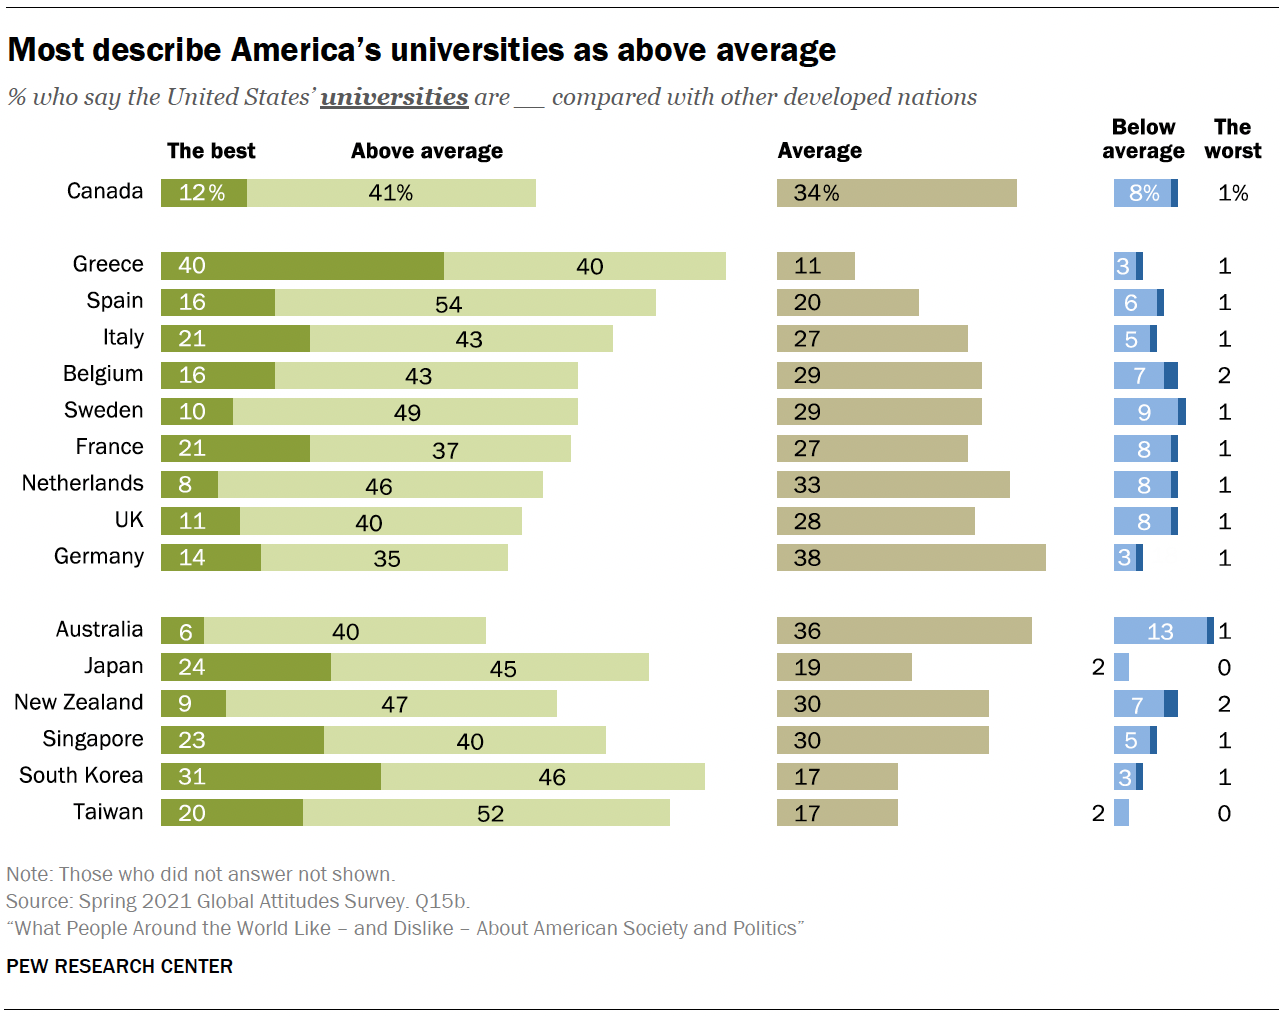 Most describe America’s universities as above average
% who say the United States’ universities are __ compared with other developed nations
The best Above average Average Below average The worst
Canada 12% 41% 34% 8% 1%
Greece 40 40 11 3 1
Spain 16 54 20 6 1
Italy 21 43 27 5 1
Belgium 16 43 29 7 2
Sweden 10 49 29 9 1
France 21 37 27 8 1
Netherlands 8 46 33 8 1
UK 11 40 28 8 1
Germany 14 35 38 3 1
Australia 6 40 36 13 1
Japan 24 45 19 2 0
New Zealand 9 47 30 7 2
Singapore 23 40 30 5 1
South Korea 31 46 17 3 1
Taiwan 20 52 17 2 0
Note: Those who did not answer not shown.
Source: Spring 2021 Global Attitudes Survey. Q15b.
“What People Around the World Like – and Dislike – About American Society and Politics”
PEW RESEARCH CENTER